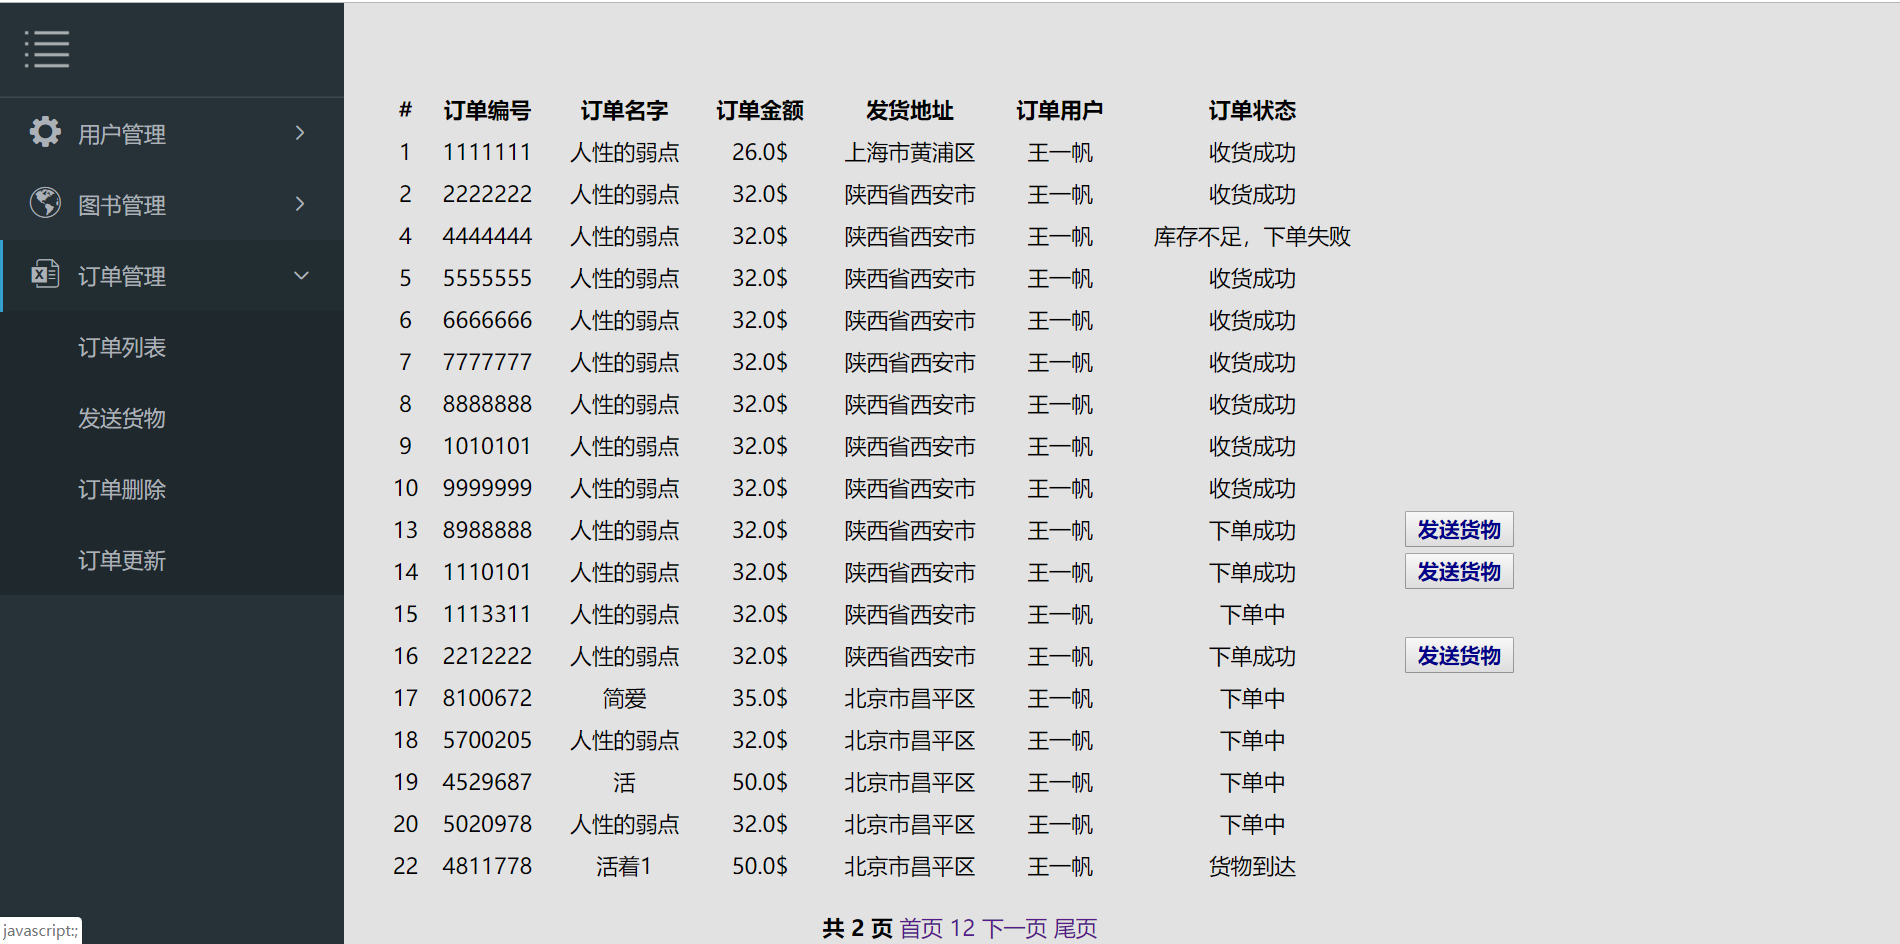 用户管理
图书管理
订单管理
订单列表
发送货物
订单删除
订单更新
# 订单编号 订单名字 订单金额 发货地址 订单用户 订单状态
1 1111111 人性的弱点 26.0$ 上海市黄浦区 王一帆 收货成功
2 2222222 人性的弱点 32.0$ 陕西省西安市 王一帆 收货成功
4 4444444 人性的弱点 32.0$ 陕西省西安市 王一帆 库存不足，下单失败
5 5555555 人性的弱点 32.0$ 陕西省西安市 王一帆 收货成功
6 6666666 人性的弱点 32.0$ 陕西省西安市 王一帆 收货成功
7 7777777 人性的弱点 32.0$ 陕西省西安市 王一帆 收货成功
8 8888888 人性的弱点 32.0$ 陕西省西安市 王一帆 收货成功
9 1010101 人性的弱点 32.0$ 陕西省西安市 王一帆 收货成功
10 9999999 人性的弱点 32.0$ 陕西省西安市 王一帆 收货成功
13 8988888 人性的弱点 32.0$ 陕西省西安市 王一帆 下单成功 发送货物
14 1110101 人性的弱点 32.0$ 陕西省西安市 王一帆 下单成功 发送货物
15 1113311 人性的弱点 32.0$ 陕西省西安市 王一帆 下单中
16 2212222 人性的弱点 32.0$ 陕西省西安市 王一帆 下单成功 发送货物
17 8100672 简爱 35.0$ 北京市昌平区 王一帆 下单中
18 5700205 人性的弱点 32.0$ 北京市昌平区 王一帆 下单中
19 4529687 活 50.0$ 北京市昌平区 王一帆 下单中
20 5020978 人性的弱点 32.0$ 北京市昌平区 王一帆 下单中
22 4811778 活着1 50.0$ 北京市昌平区 王一帆 货物到达
共 2 页 首页 12 下一页 尾页
javascript:;